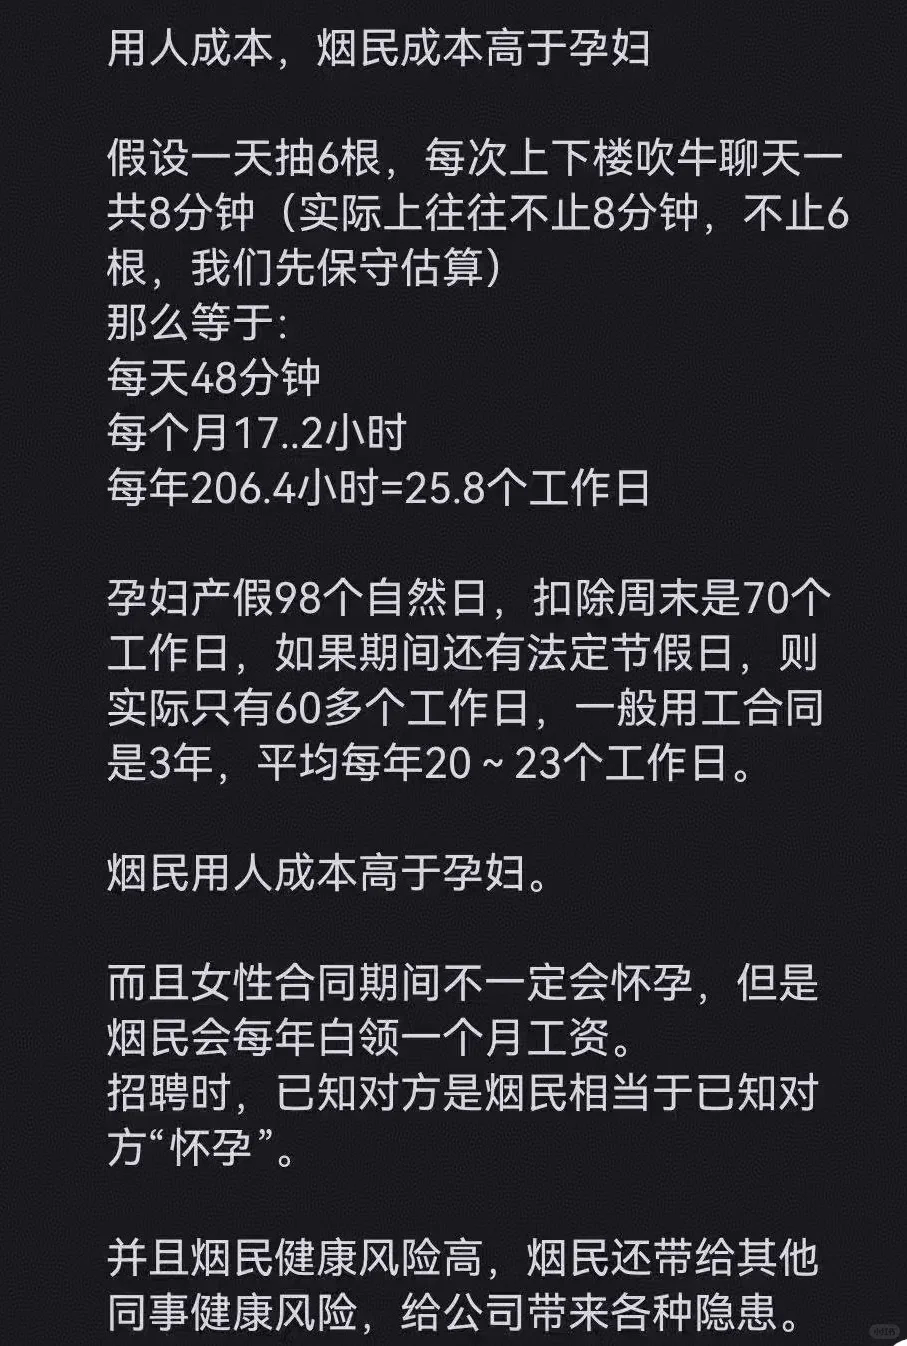 用人成本，烟民成本高于孕妇
假设一天抽6根，每次上下楼吹牛聊天一
共8分钟（实际上往往不止8分钟，不止6
根，我们先保守估算）
那么等于：
每天48分钟
每个月17..2小时
每年206.4小时=25.8个工作日
孕妇产假98个自然日，扣除周末是70个
工作日，如果期间还有法定节假日，则
实际只有60多个工作日，一般用工合同
是3年，平均每年20~23个工作日。
烟民用人成本高于孕妇。
而且女性合同期间不一定会怀孕，但是
烟民会每年白领一个月工资。
招聘时，已知对方是烟民相当于已知对
方“怀孕”。
并且烟民健康风险高，烟民还带给其他
同事健康风险，给公司带来各种隐患。